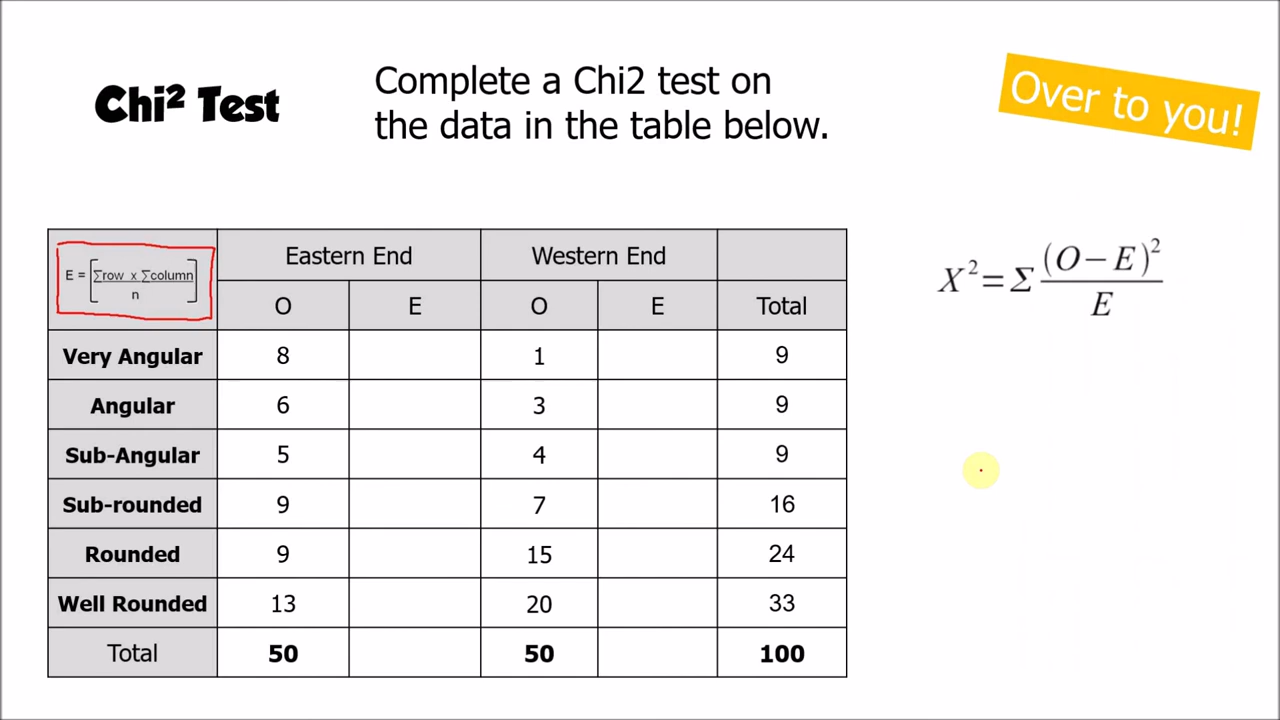 Chi² Test
Complete a Chi2 test on
the data in the table below.
Over to you!
E = [∑row x ∑column / n]
Eastern End Western End
O E O E Total
Very Angular 8 1 9
Angular 6 3 9
Sub-Angular 5 4 9
Sub-rounded 9 7 16
Rounded 9 15 24
Well Rounded 13 20 33
Total 50 50 100
X² = Σ (O − E)² / E